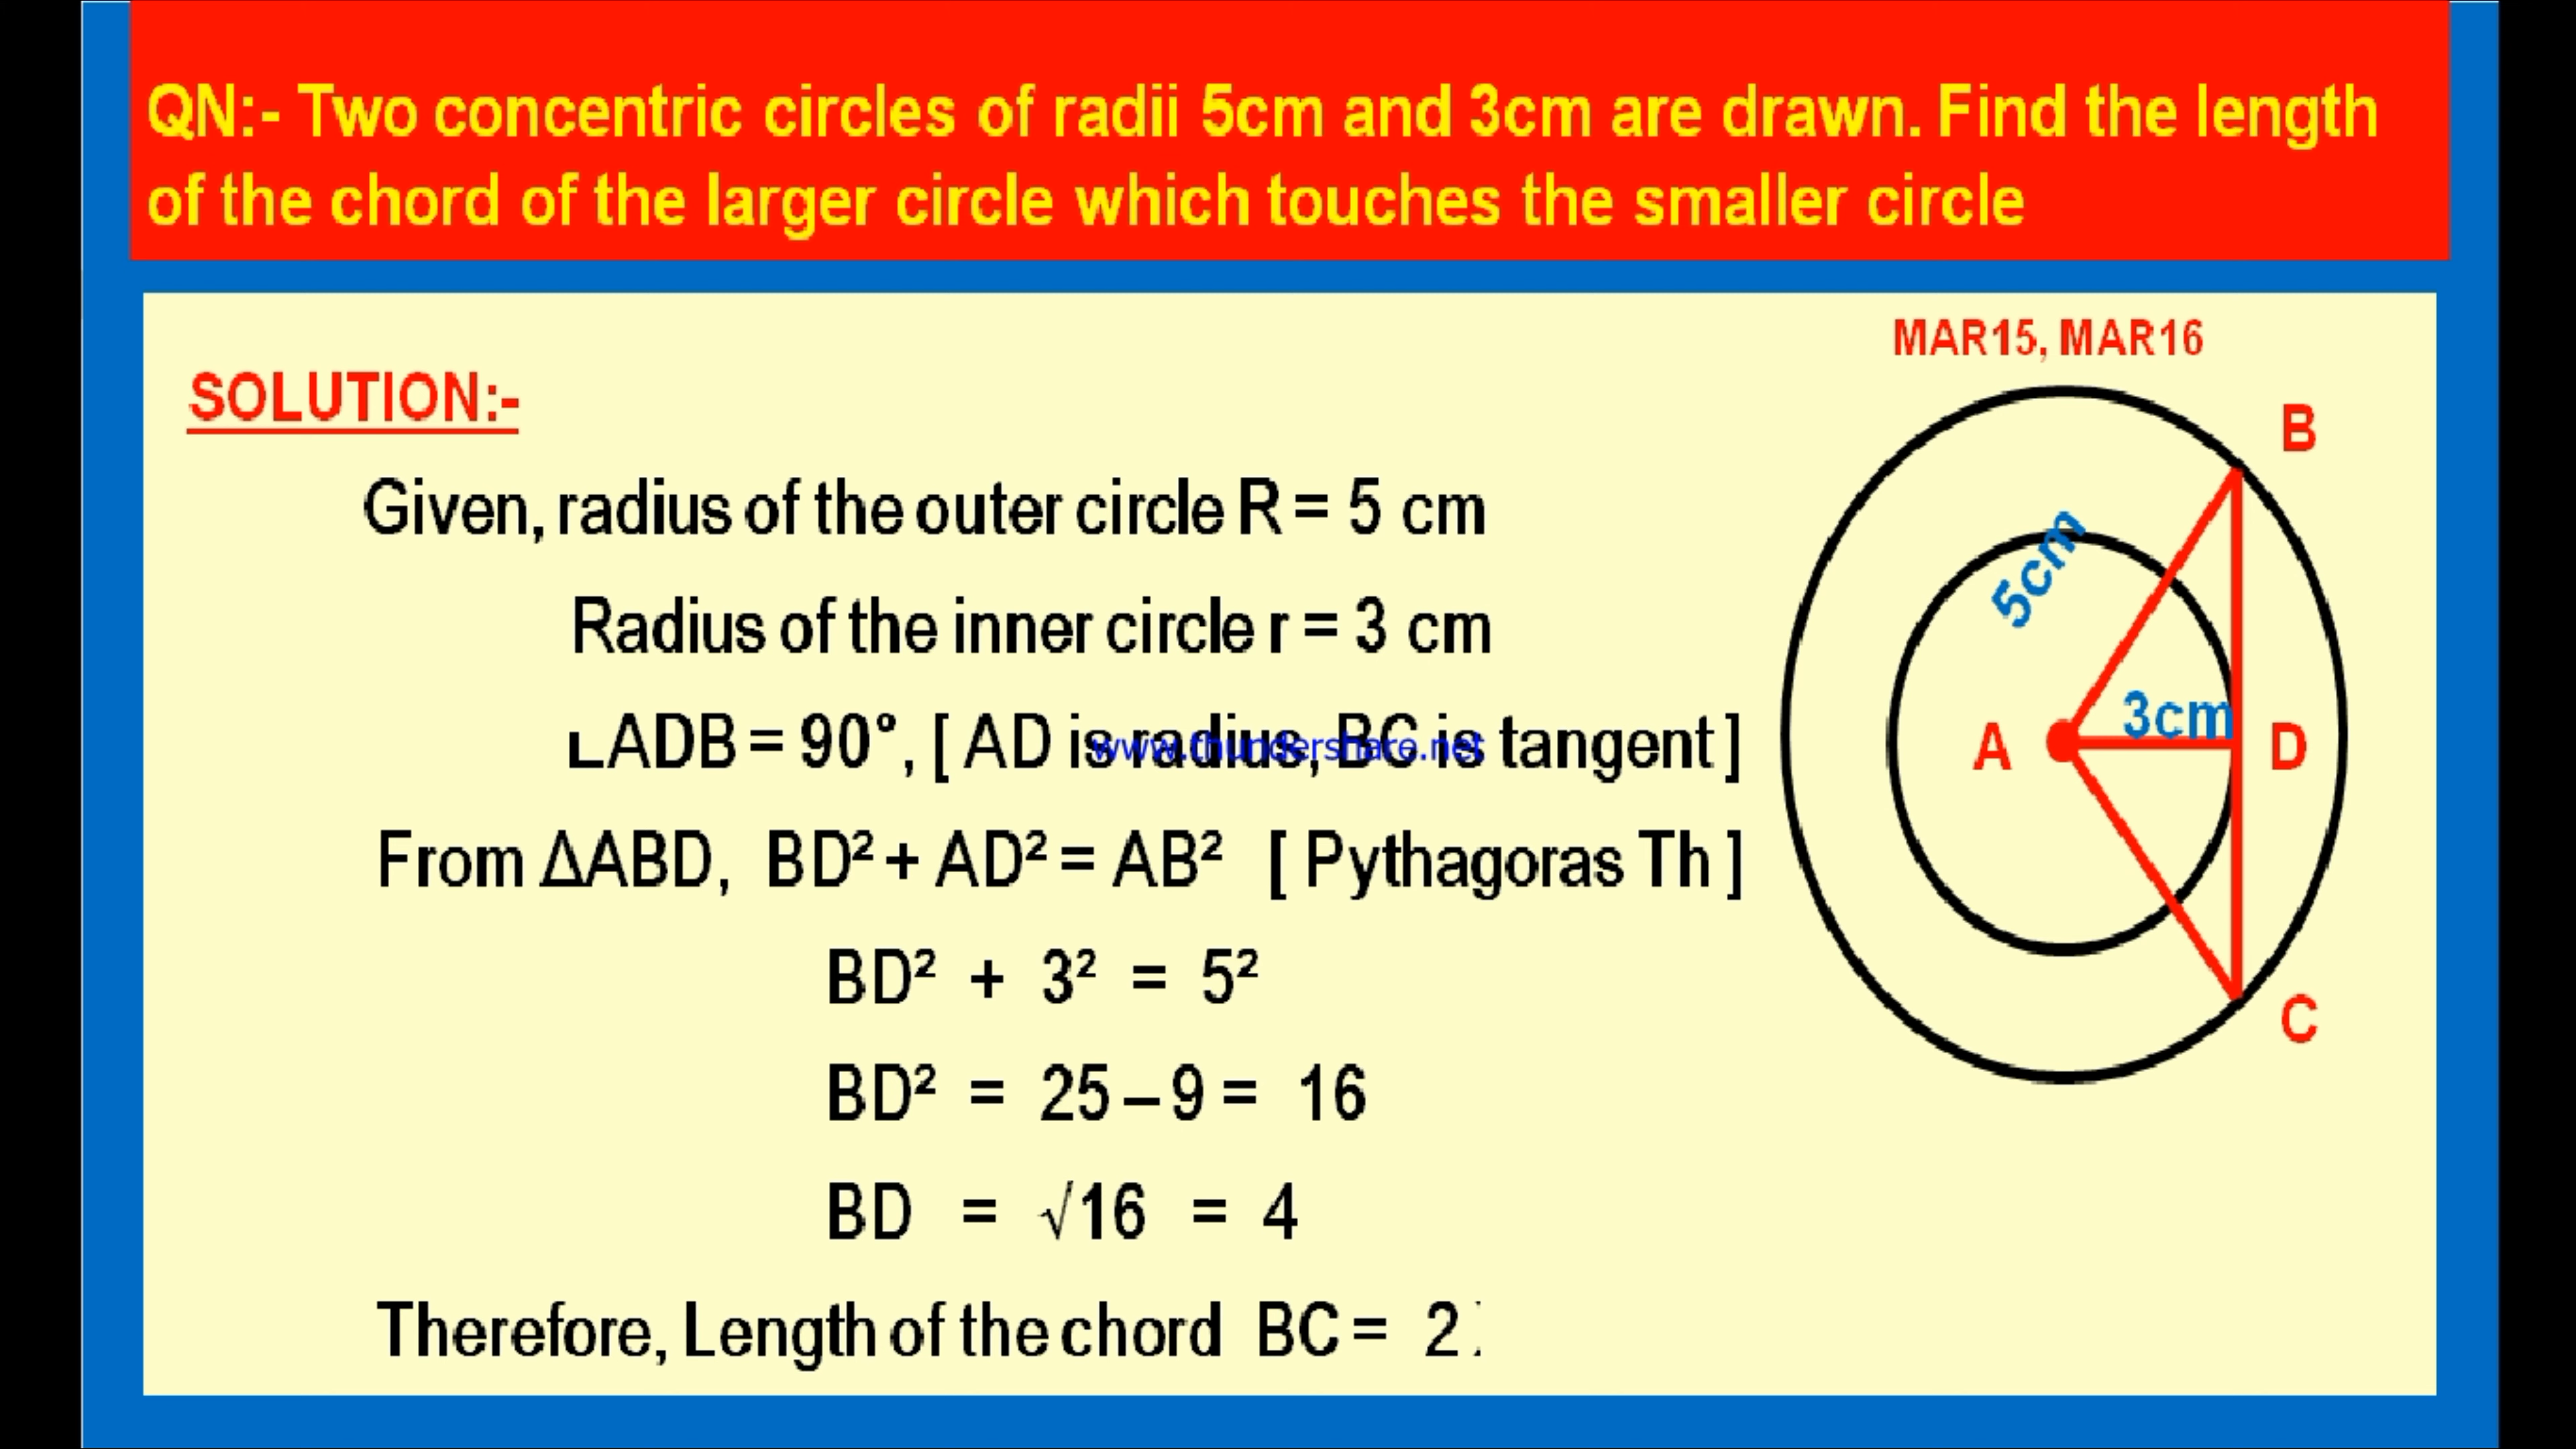 QN:- Two concentric circles of radii 5cm and 3cm are drawn. Find the length
of the chord of the larger circle which touches the smaller circle
MAR15, MAR16
SOLUTION:-
Given, radius of the outer circle R = 5 cm
Radius of the inner circle r = 3 cm
∟ADB = 90°, [ AD is radius, BC is tangent ]
www.thundershare.net
From ΔABD, BD² + AD² = AB² [ Pythagoras Th ]
BD² + 3² = 5²
BD² = 25 – 9 = 16
BD = √16 = 4
Therefore, Length of the chord BC = 2
B
5cm
3cm
A
D
C